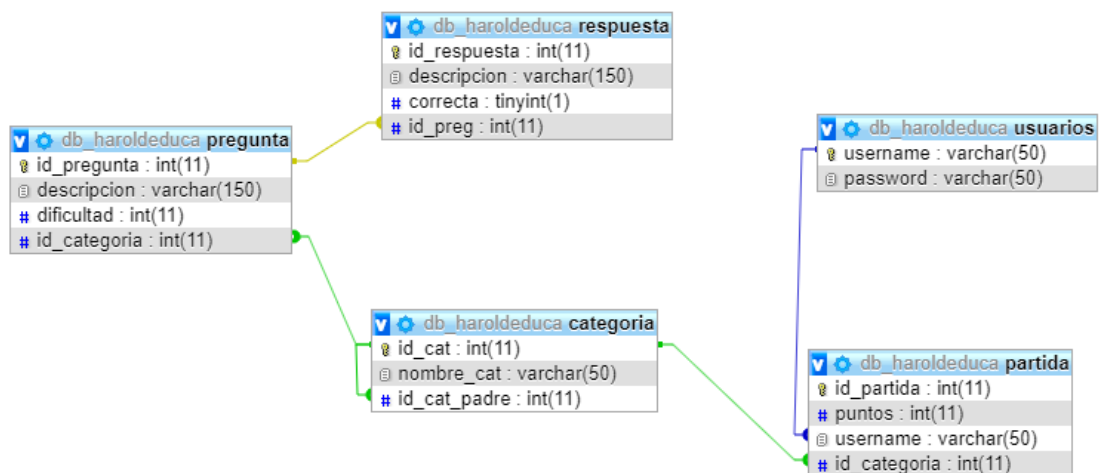 db_haroldeduca respuesta
id_respuesta : int(11)
descripcion : varchar(150)
# correcta : tinyint(1)
# id_preg : int(11)
db_haroldeduca pregunta
id_pregunta : int(11)
descripcion : varchar(150)
# dificultad : int(11)
# id_categoria : int(11)
db_haroldeduca usuarios
username : varchar(50)
password : varchar(50)
db_haroldeduca categoria
id_cat : int(11)
nombre_cat : varchar(50)
# id_cat_padre : int(11)
db_haroldeduca partida
id_partida : int(11)
# puntos : int(11)
username : varchar(50)
# id_categoria : int(11)